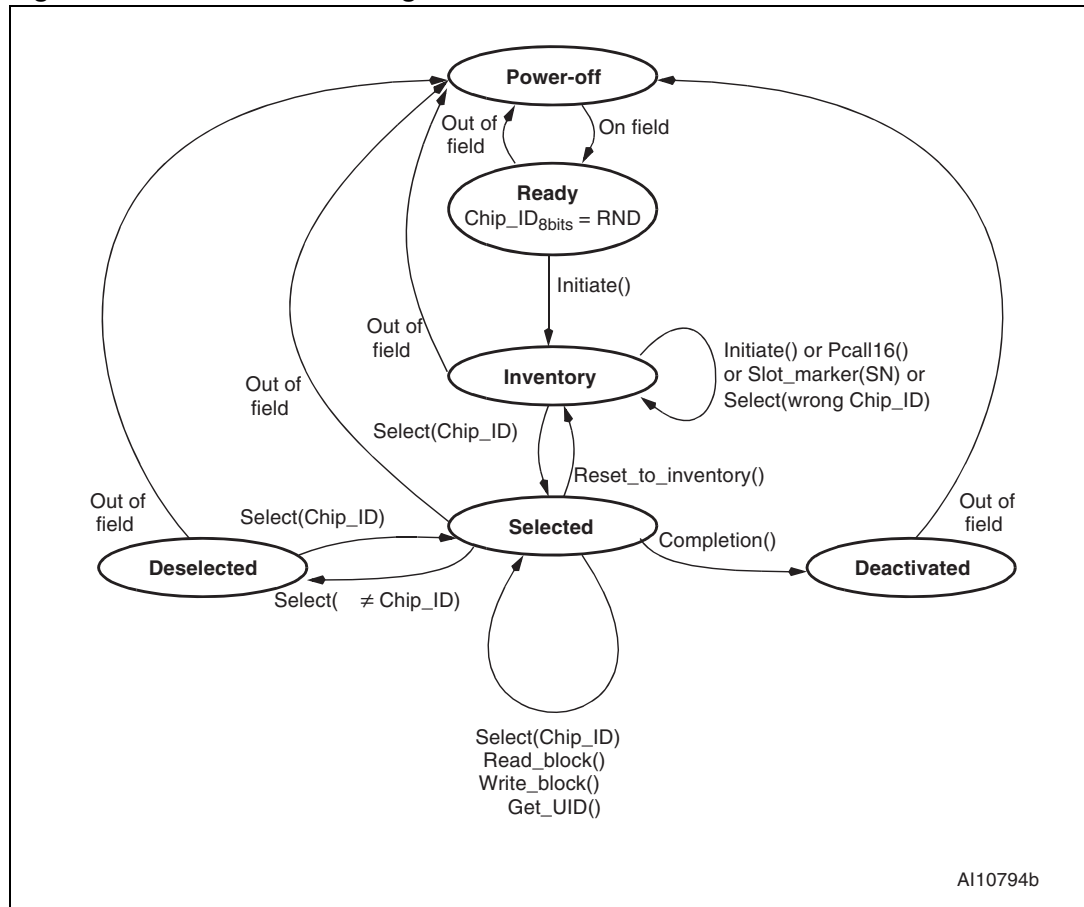 Power-off
Out of
field
On field
Ready
Chip_ID8bits = RND
Initiate()
Out of
field
Inventory
Initiate() or Pcall16()
or Slot_marker(SN) or
Select(wrong Chip_ID)
Out of
field
Select(Chip_ID)
Reset_to_inventory()
Out of
field
Select(Chip_ID)
Selected
Completion()
Out of
field
Deselected
Deactivated
Select( ≠ Chip_ID)
Select(Chip_ID)
Read_block()
Write_block()
Get_UID()
AI10794b